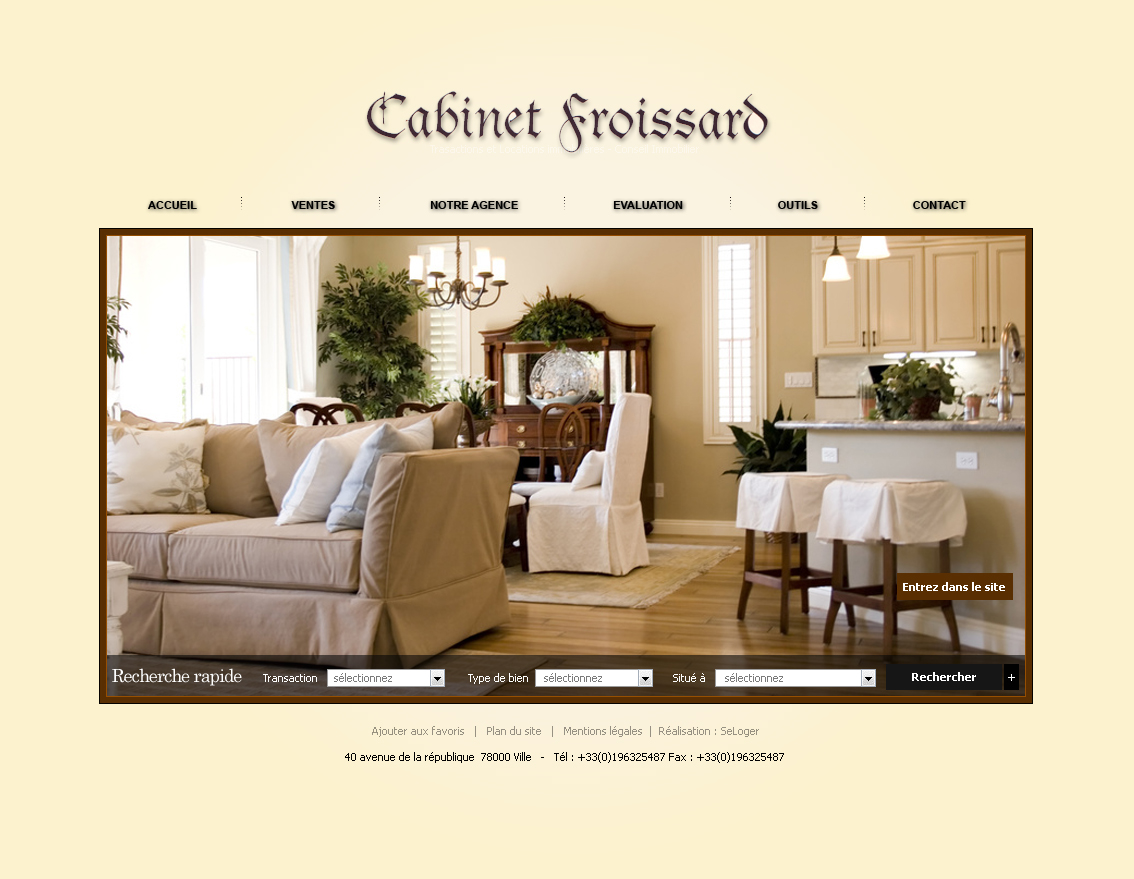 Cabinet Froissard
ACCUEIL VENTES NOTRE AGENCE EVALUATION OUTILS CONTACT
Entrez dans le site
Recherche rapide Transaction sélectionnez Type de bien sélectionnez Situé à sélectionnez Rechercher +
Ajouter aux favoris | Plan du site | Mentions légales | Réalisation : SeLoger
40 avenue de la république 78000 Ville - Tél : +33(0)196325487 Fax : +33(0)196325487